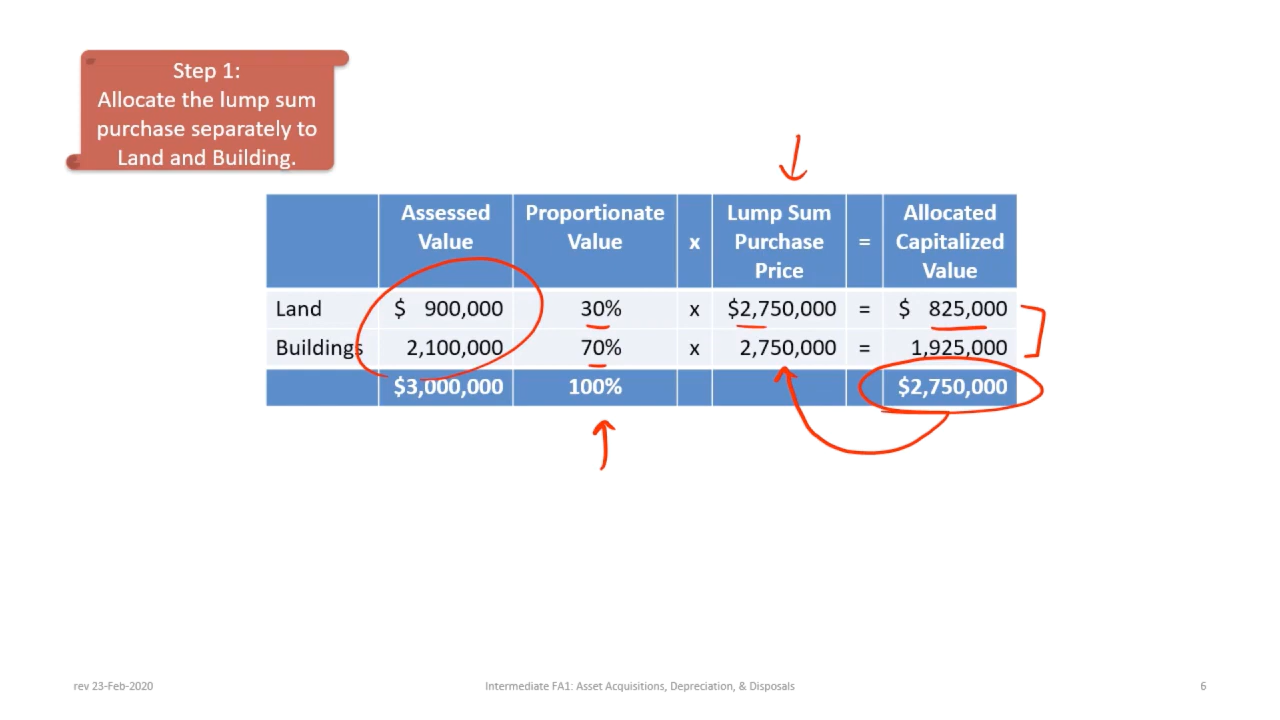 Step 1:
Allocate the lump sum
purchase separately to
Land and Building.
Assessed Value Proportionate Value x Lump Sum Purchase Price = Allocated Capitalized Value
Land $ 900,000 30% x $2,750,000 = $ 825,000
Buildings 2,100,000 70% x 2,750,000 = 1,925,000
$3,000,000 100% $2,750,000
rev 23-Feb-2020 Intermediate FA1: Asset Acquisitions, Depreciation, & Disposals 6